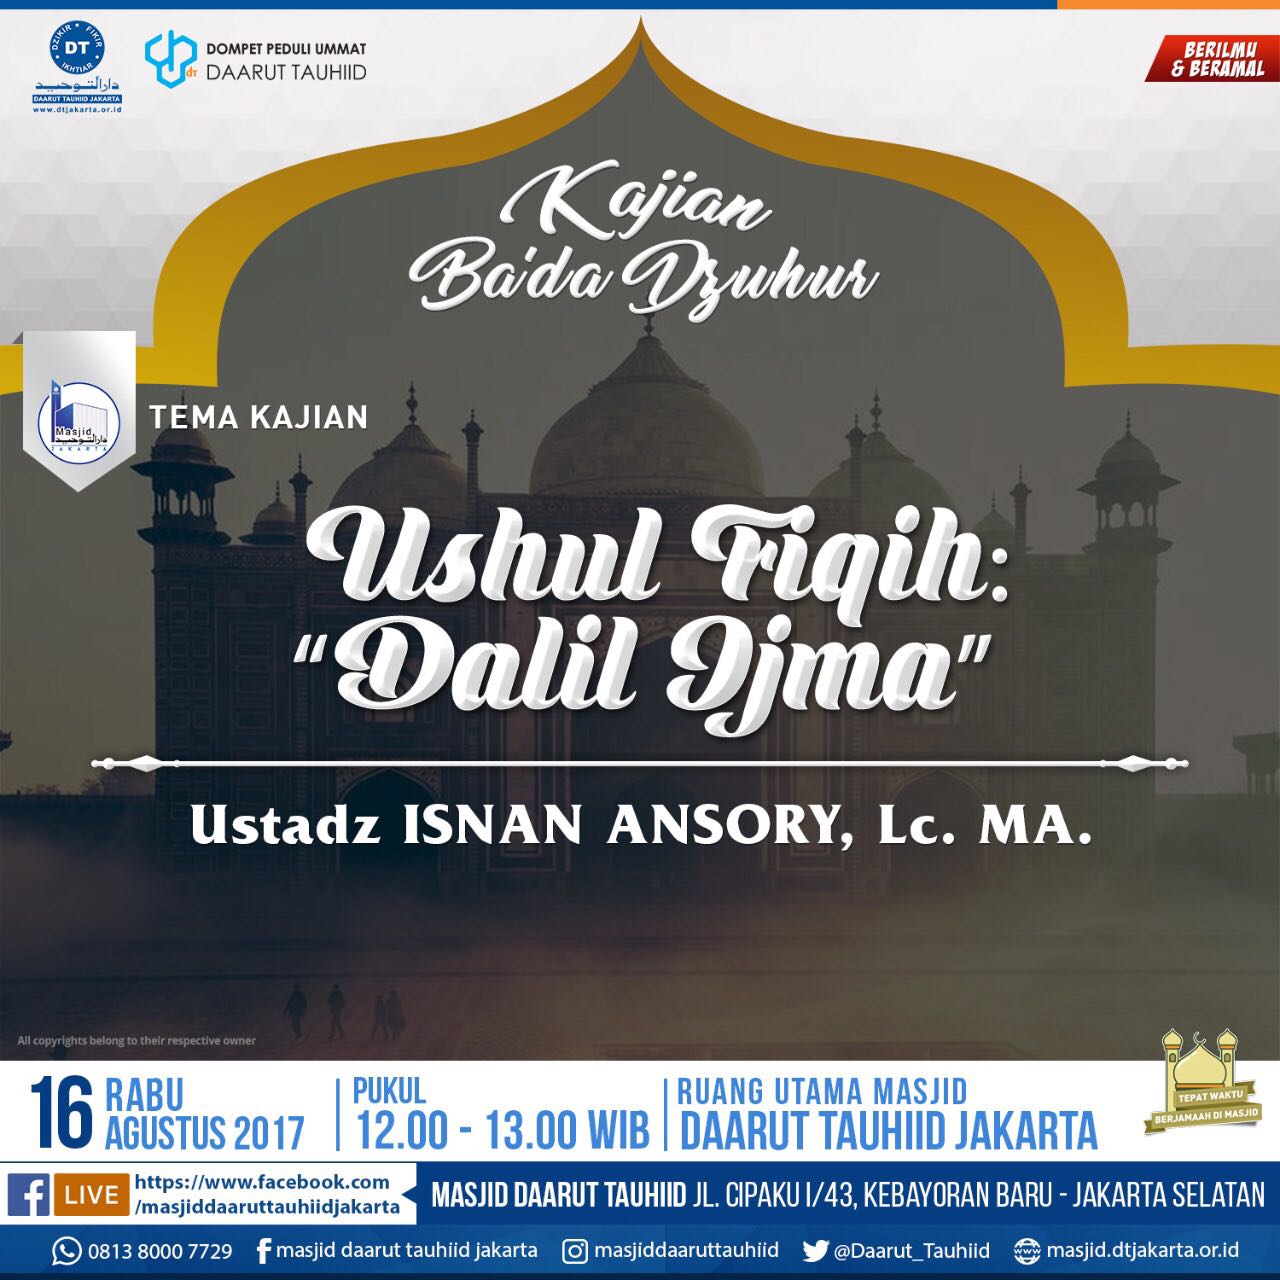 DZIKIR FIKIR
DT
IKHTIAR
دارالتوحيد
DAARUT TAUHIID JAKARTA
www.dtjakarta.or.id
dt
DOMPET PEDULI UMMAT
DAARUT TAUHIID
BERILMU
& BERAMAL
Kajian
Ba'da Dzuhur
Masjid
دارالتوحيد
JAKARTA
TEMA KAJIAN
Ushul Fiqih:
"Dalil Ijma"
Ustadz ISNAN ANSORY, Lc. MA.
All copyrights belong to their respective owner
16 RABU
AGUSTUS 2017
PUKUL
12.00 - 13.00 WIB
RUANG UTAMA MASJID
DAARUT TAUHIID JAKARTA
TEPAT WAKTU
BERJAMAAH DI MASJID
LIVE
https://www.facebook.com
/masjiddaaruttauhiidjakarta
MASJID DAARUT TAUHIID JL. CIPAKU I/43, KEBAYORAN BARU - JAKARTA SELATAN
0813 8000 7729 masjid daarut tauhiid jakarta masjiddaaruttauhiid @Daarut_Tauhiid masjid.dtjakarta.or.id